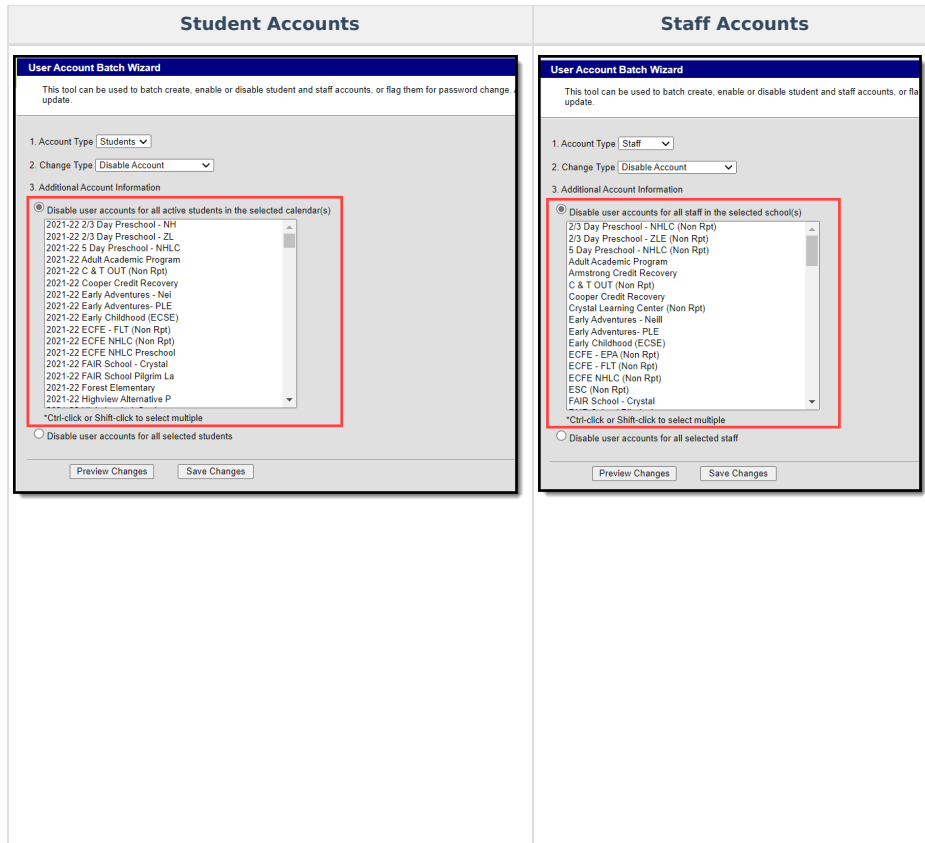 Student Accounts
Staff Accounts
User Account Batch Wizard
This tool can be used to batch create, enable or disable student and staff accounts, or flag them for password change.
update.
1. Account Type Students
2. Change Type Disable Account
3. Additional Account Information
Disable user accounts for all active students in the selected calendar(s)
2021-22 2/3 Day Preschool - NH
2021-22 2/3 Day Preschool - ZL
2021-22 5 Day Preschool - NHLC
2021-22 Adult Academic Program
2021-22 C & T OUT (Non Rpt)
2021-22 Cooper Credit Recovery
2021-22 Early Adventures - Nei
2021-22 Early Adventures- PLE
2021-22 Early Childhood (ECSE)
2021-22 ECFE - FLT (Non Rpt)
2021-22 ECFE NHLC (Non Rpt)
2021-22 ECFE NHLC Preschool
2021-22 FAIR School - Crystal
2021-22 FAIR School Pilgrim La
2021-22 Forest Elementary
2021-22 Highview Alternative P
*Ctrl-click or Shift-click to select multiple
Disable user accounts for all selected students
Preview Changes Save Changes
User Account Batch Wizard
This tool can be used to batch create, enable or disable student and staff accounts, or fla
update.
1. Account Type Staff
2. Change Type Disable Account
3. Additional Account Information
Disable user accounts for all staff in the selected school(s)
2/3 Day Preschool - NHLC (Non Rpt)
2/3 Day Preschool - ZLE (Non Rpt)
5 Day Preschool - NHLC (Non Rpt)
Adult Academic Program
Armstrong Credit Recovery
C & T OUT (Non Rpt)
Cooper Credit Recovery
Crystal Learning Center (Non Rpt)
Early Adventures - Neill
Early Adventures- PLE
Early Childhood (ECSE)
ECFE - EPA (Non Rpt)
ECFE - FLT (Non Rpt)
ECFE NHLC (Non Rpt)
ESC (Non Rpt)
FAIR School - Crystal
*Ctrl-click or Shift-click to select multiple
Disable user accounts for all selected staff
Preview Changes Save Changes